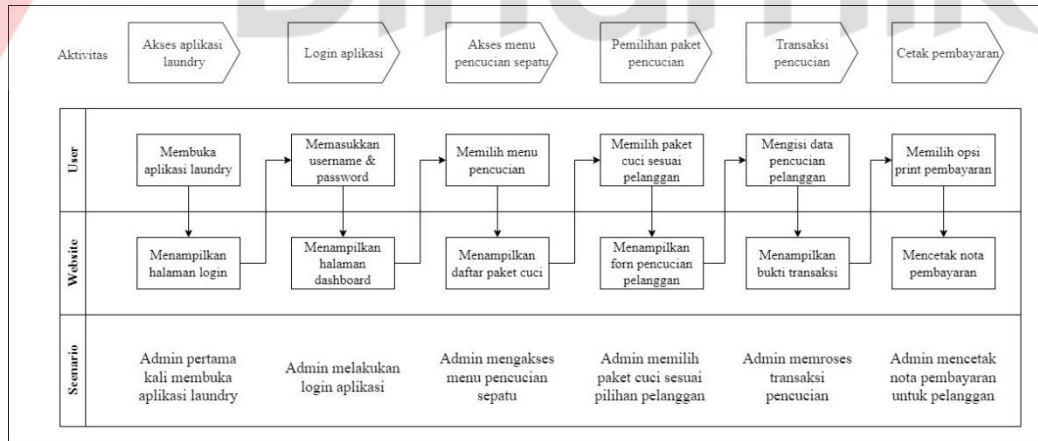 Dinamik
Aktivitas
Akses aplikasi
laundry
Login aplikasi
Akses menu
pencucian sepatu
Pemilihan paket
pencucian
Transaksi
pencucian
Cetak pembayaran
User
Membuka
aplikasi laundry
Memasukkan
username &
password
Memilih menu
pencucian
Memilih paket
cuci sesuai
pelanggan
Mengisi data
pencucian
pelanggan
Memilih opsi
print pembayaran
Website
Menampilkan
halaman login
Menampilkan
halaman
dashboard
Menampilkan
daftar paket cuci
Menampilkan
forn pencucian
pelanggan
Menampilkan
bukti transaksi
Mencetak nota
pembayaran
Scenario
Admin pertama
kali membuka
aplikasi laundry
Admin melakukan
login aplikasi
Admin mengakses
menu pencucian
sepatu
Admin memilih
paket cuci sesuai
pilihan pelanggan
Admin memroses
transaksi
pencucian
Admin mencetak
nota pembayaran
untuk pelanggan